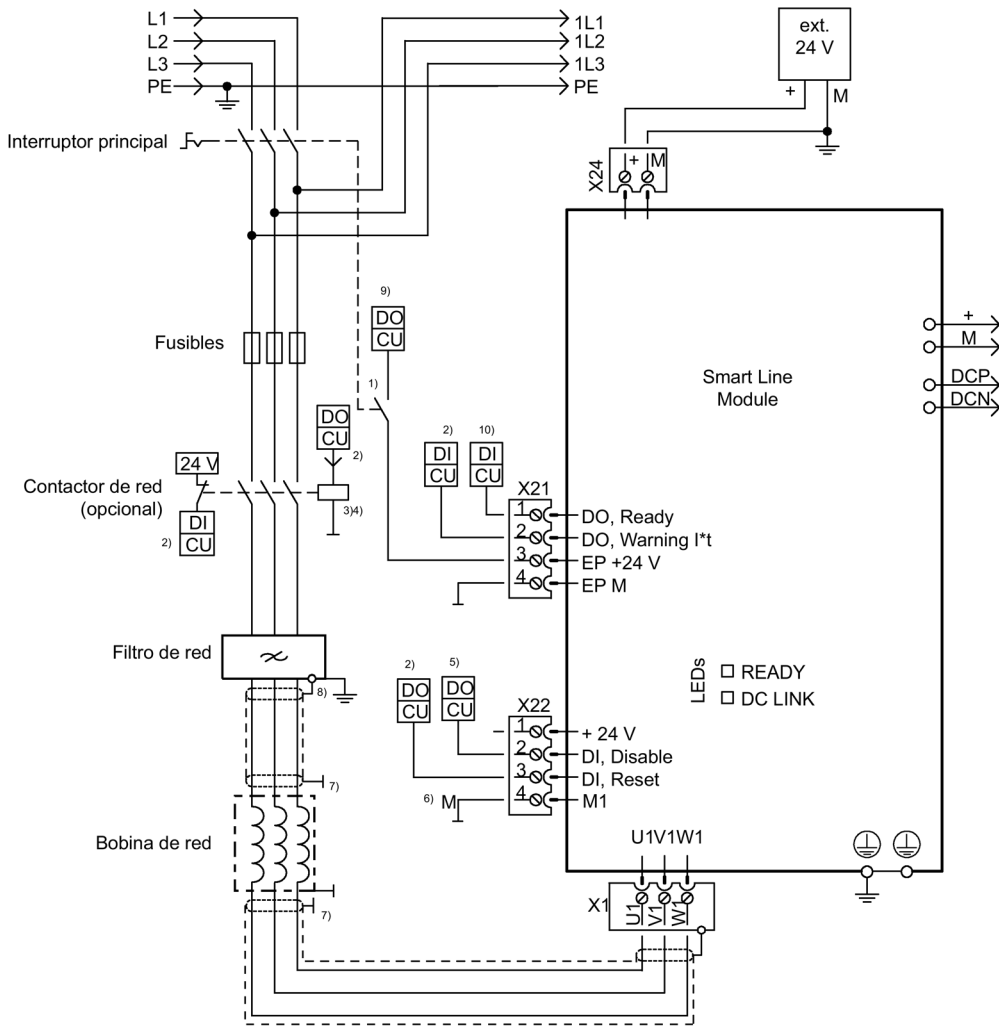 L1
L2
L3
PE
1L1
1L2
1L3
PE
ext.
24 V
+
M
Interruptor principal
X24
+
M
9)
DO
CU
Fusibles
1)
+
M
DCP
DCN
Smart Line
Module
DO
CU
2)
3)4)
2)
DI
CU
10)
DI
CU
24 V
Contactor de red
(opcional)
2)
DI
CU
X21
1
DO, Ready
2
DO, Warning I*t
3
EP +24 V
4
EP M
Filtro de red
8)
7)
2)
DO
CU
5)
DO
CU
LEDs
READY
DC LINK
X22
1
+ 24 V
2
DI, Disable
3
DI, Reset
6) M
4
M1
Bobina de red
7)
U1V1W1
X1
U1
V1
W1